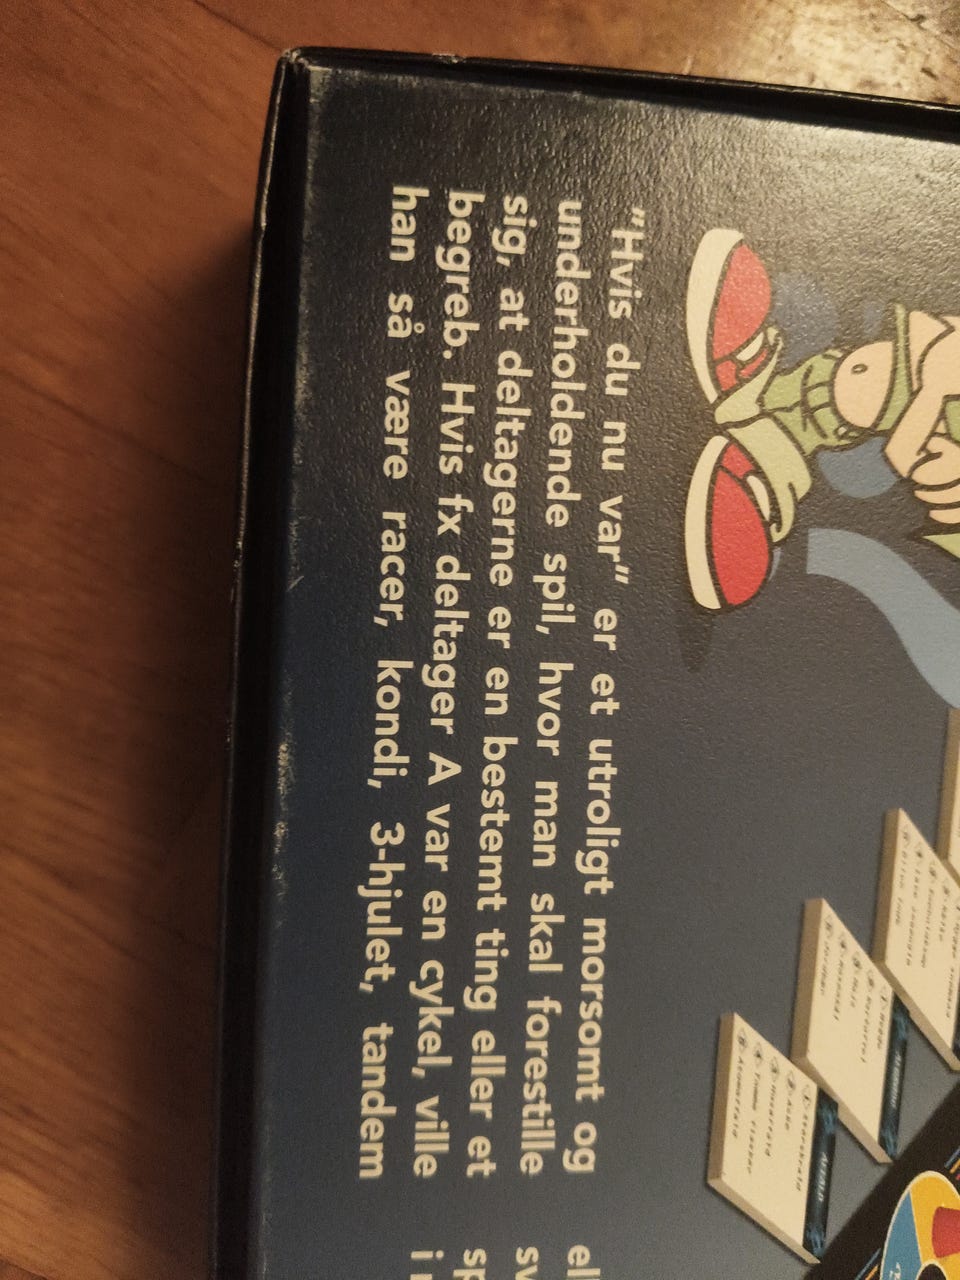 "Hvis du nu var" er et utroligt morsomt og
underholdende spil, hvor man skal forestille
sig, at deltagerne er en bestemt ting eller et
begreb. Hvis fx deltager A var en cykel, ville
han så være racer, kondi, 3-hjulet, tandem